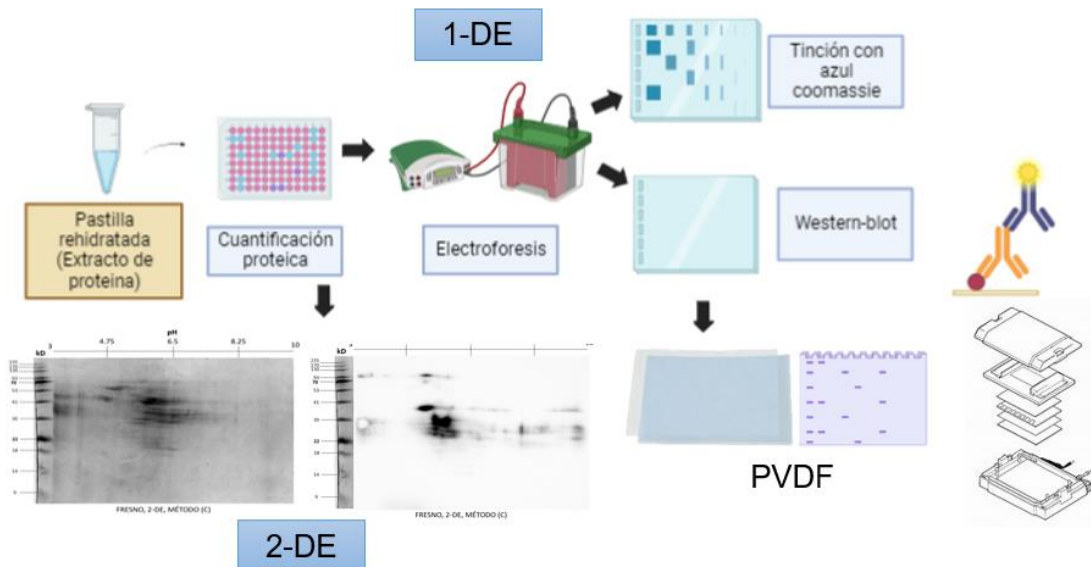 1-DE
Tinción con
azul
coomassie
Pastilla
rehidratada
(Extracto de
proteina)
Cuantificación
proteica
Electroforesis
Western-blot
pH
3
4.75
6.5
8.25
10
kD
FRESNO, 2-DE, MÉTODO (C)
FRESNO, 2-DE, MÉTODO (C)
PVDF
2-DE